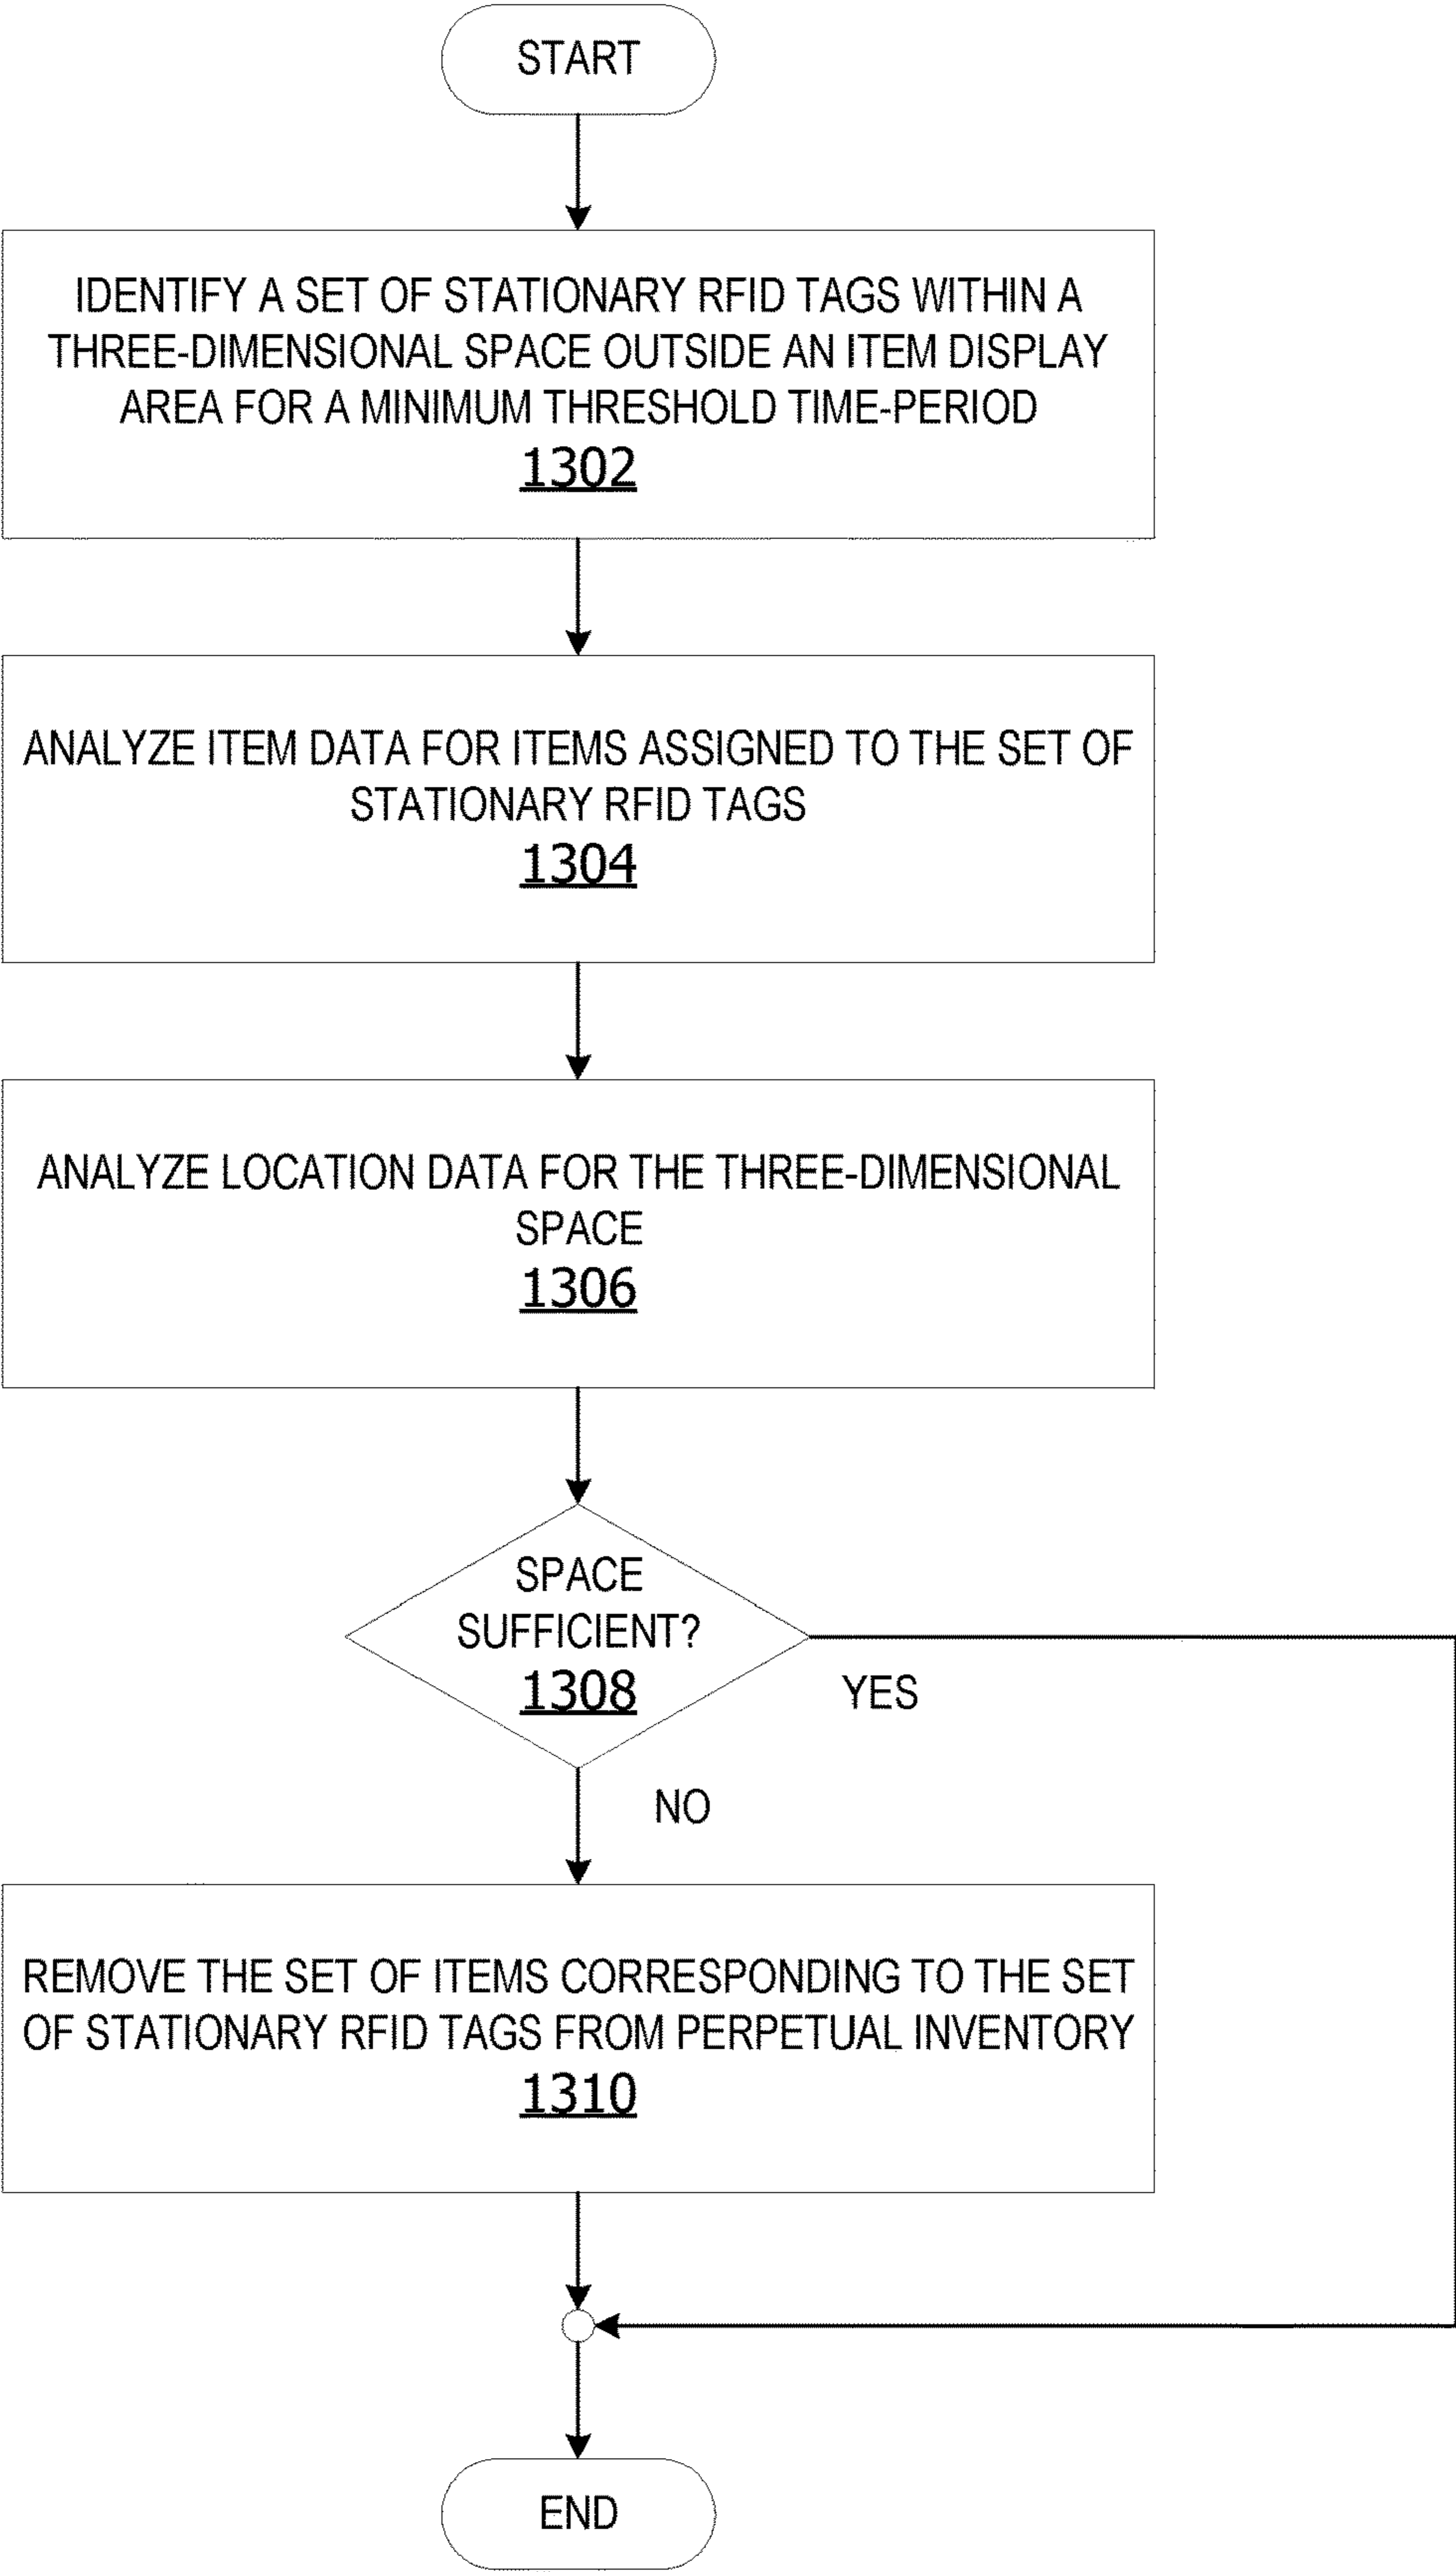 START
IDENTIFY A SET OF STATIONARY RFID TAGS WITHIN A
THREE-DIMENSIONAL SPACE OUTSIDE AN ITEM DISPLAY
AREA FOR A MINIMUM THRESHOLD TIME-PERIOD
1302
ANALYZE ITEM DATA FOR ITEMS ASSIGNED TO THE SET OF
STATIONARY RFID TAGS
1304
ANALYZE LOCATION DATA FOR THE THREE-DIMENSIONAL
SPACE
1306
SPACE
SUFFICIENT?
1308
YES
NO
REMOVE THE SET OF ITEMS CORRESPONDING TO THE SET
OF STATIONARY RFID TAGS FROM PERPETUAL INVENTORY
1310
END